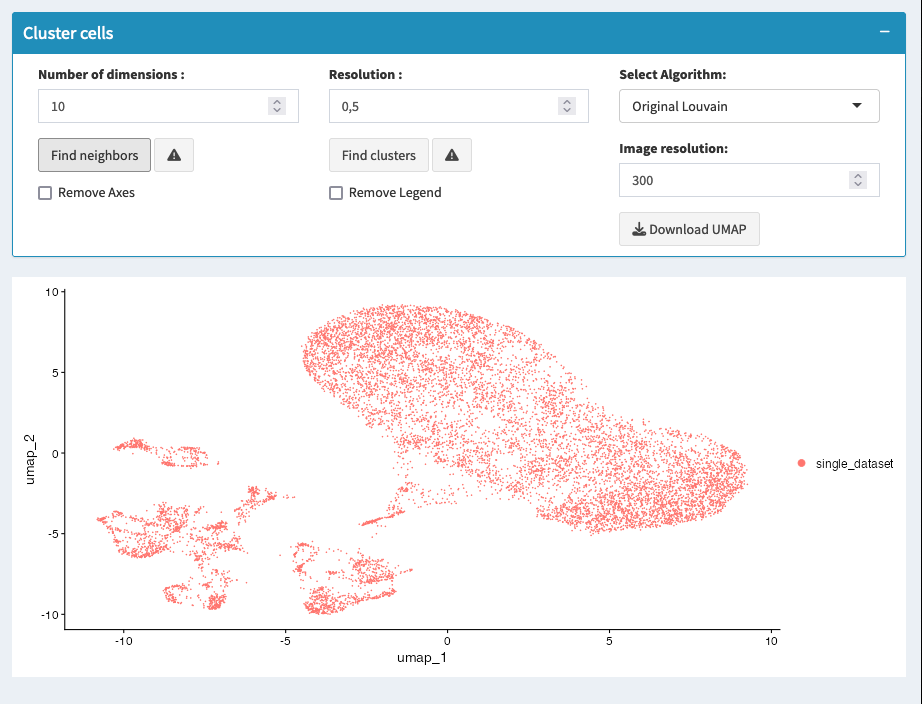 Cluster cells
Number of dimensions :
Resolution :
Select Algorithm:
10
0,5
Original Louvain
Find neighbors
Find clusters
Image resolution:
Remove Axes
Remove Legend
300
Download UMAP
10
5
0
-5
-10
umap_2
-10
-5
0
5
10
umap_1
single_dataset